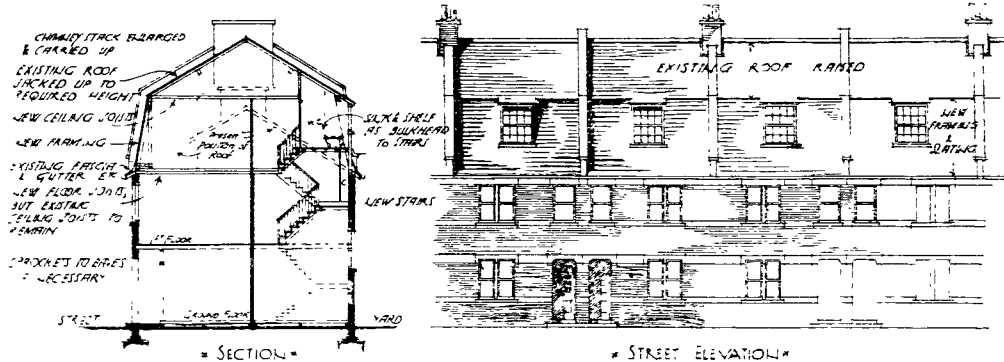 CHIMNEY STACK ENLARGED
& CARRIED UP
EXISTING ROOF
JACKED UP TO
REQUIRED HEIGHT
NEW CEILING JOISTS
NEW FRAMING
EXISTING FASCIA
& GUTTER
NEW FLOOR JOISTS,
BUT EXISTING
CEILING JOISTS TO
REMAIN
SPROCKETS TO EAVES
IF NECESSARY
STREET
PRESENT
POSITION OF
ROOF
1ST FLOOR
GROUND FLOOR
SINK & SHELF
AS BULKHEAD
TO STAIRS
NEW STAIRS
YARD
* SECTION *
EXISTING ROOF RAISED
NEW
FRAMING
&
SLATING
* STREET ELEVATION *